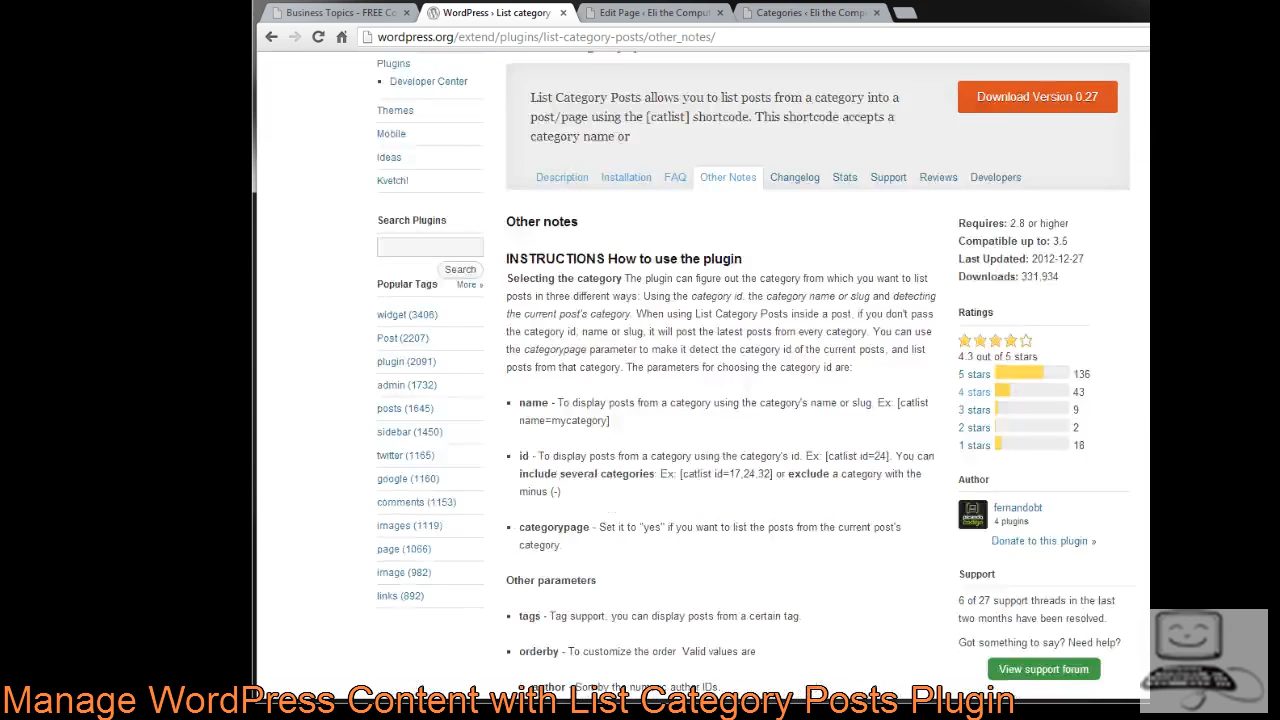 Business Topics - FREE Co
WordPress › List category
Edit Page ‹ Eli the Comput
Categories ‹ Eli the Compu
wordpress.org/extend/plugins/list-category-posts/other_notes/
Plugins
Developer Center
Themes
Mobile
Ideas
Kvetch!
Search Plugins
Search
Popular Tags
More »
widget (3406)
Post (2207)
plugin (2091)
admin (1732)
posts (1645)
sidebar (1450)
twitter (1165)
google (1160)
comments (1153)
images (1119)
page (1066)
image (982)
links (892)
List Category Posts allows you to list posts from a category into a
post/page using the [catlist] shortcode. This shortcode accepts a
category name or
Download Version 0.27
Description Installation FAQ Other Notes Changelog Stats Support Reviews Developers
Other notes
INSTRUCTIONS How to use the plugin
Selecting the category The plugin can figure out the category from which you want to list
posts in three different ways: Using the category id, the category name or slug and detecting
the current post's category. When using List Category Posts inside a post, if you don't pass
the category id, name or slug, it will post the latest posts from every category. You can use
the categorypage parameter to make it detect the category id of the current posts, and list
posts from that category. The parameters for choosing the category id are:
name - To display posts from a category using the category's name or slug. Ex: [catlist
name=mycategory]
id - To display posts from a category using the category's id. Ex: [catlist id=24]. You can
include several categories: Ex: [catlist id=17,24,32] or exclude a category with the
minus (-)
categorypage - Set it to "yes" if you want to list the posts from the current post's
category.
Other parameters
tags - Tag support, you can display posts from a certain tag.
orderby - To customize the order. Valid values are
author - Sort by the numeric author IDs.
Requires: 2.8 or higher
Compatible up to: 3.5
Last Updated: 2012-12-27
Downloads: 331,934
Ratings
4.3 out of 5 stars
5 stars 136
4 stars 43
3 stars 9
2 stars 2
1 stars 18
Author
fernandobt
4 plugins
Donate to this plugin »
Support
6 of 27 support threads in the last
two months have been resolved.
Got something to say? Need help?
View support forum
Manage WordPress Content with List Category Posts Plugin